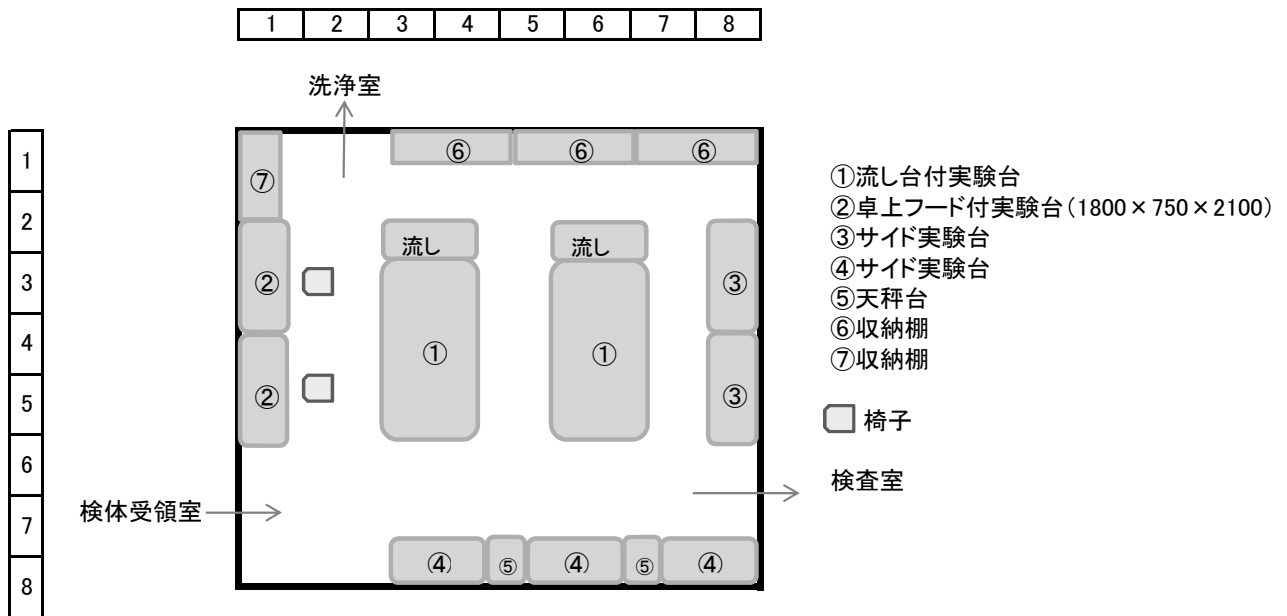 1 2 3 4 5 6 7 8
洗浄室
1
2
3
4
5
6
7
8
⑥ ⑥ ⑥
⑦
流し 流し
② ③
① ①
② ③
検体受領室
④ ⑤ ④ ⑤ ④
①流し台付実験台
②卓上フード付実験台(1800×750×2100)
③サイド実験台
④サイド実験台
⑤天秤台
⑥収納棚
⑦収納棚
椅子
検査室